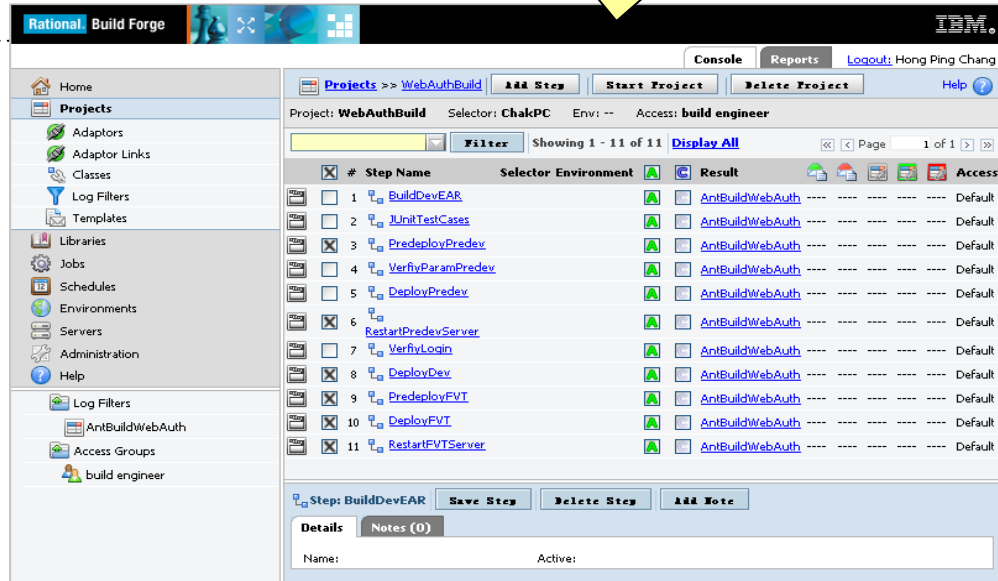 Rational. Build Forge IBM.
Console Reports Logout: Hong Ping Chang
Home
Projects
Adaptors
Adaptor Links
Classes
Log Filters
Templates
Libraries
Jobs
12 Schedules
Environments
Servers
Administration
Help
Log Filters
AntBuildWebAuth
Access Groups
build engineer
Projects >> WebAuthBuild Add Step Start Project Delete Project Help ?
Project: WebAuthBuild Selector: ChakPC Env: -- Access: build engineer
Filter Showing 1 - 11 of 11 Display All << < Page 1 of 1 > >>
X # Step Name Selector Environment A C Result Access
1 BuildDevEAR A C AntBuildWebAuth ---- ---- ---- ---- ---- Default
2 JUnitTestCases A C AntBuildWebAuth ---- ---- ---- ---- ---- Default
X 3 PredeployPredev A C AntBuildWebAuth ---- ---- ---- ---- ---- Default
4 VerfiyParamPredev A C AntBuildWebAuth ---- ---- ---- ---- ---- Default
5 DeployPredev A C AntBuildWebAuth ---- ---- ---- ---- ---- Default
X 6 RestartPredevServer A C AntBuildWebAuth ---- ---- ---- ---- ---- Default
7 VerfiyLogin A C AntBuildWebAuth ---- ---- ---- ---- ---- Default
X 8 DeployDev A C AntBuildWebAuth ---- ---- ---- ---- ---- Default
X 9 PredeployFVT A C AntBuildWebAuth ---- ---- ---- ---- ---- Default
X 10 DeployFVT A C AntBuildWebAuth ---- ---- ---- ---- ---- Default
X 11 RestartFVTServer A C AntBuildWebAuth ---- ---- ---- ---- ---- Default
Step: BuildDevEAR Save Step Delete Step Add Note
Details Notes (0)
Name: Active: